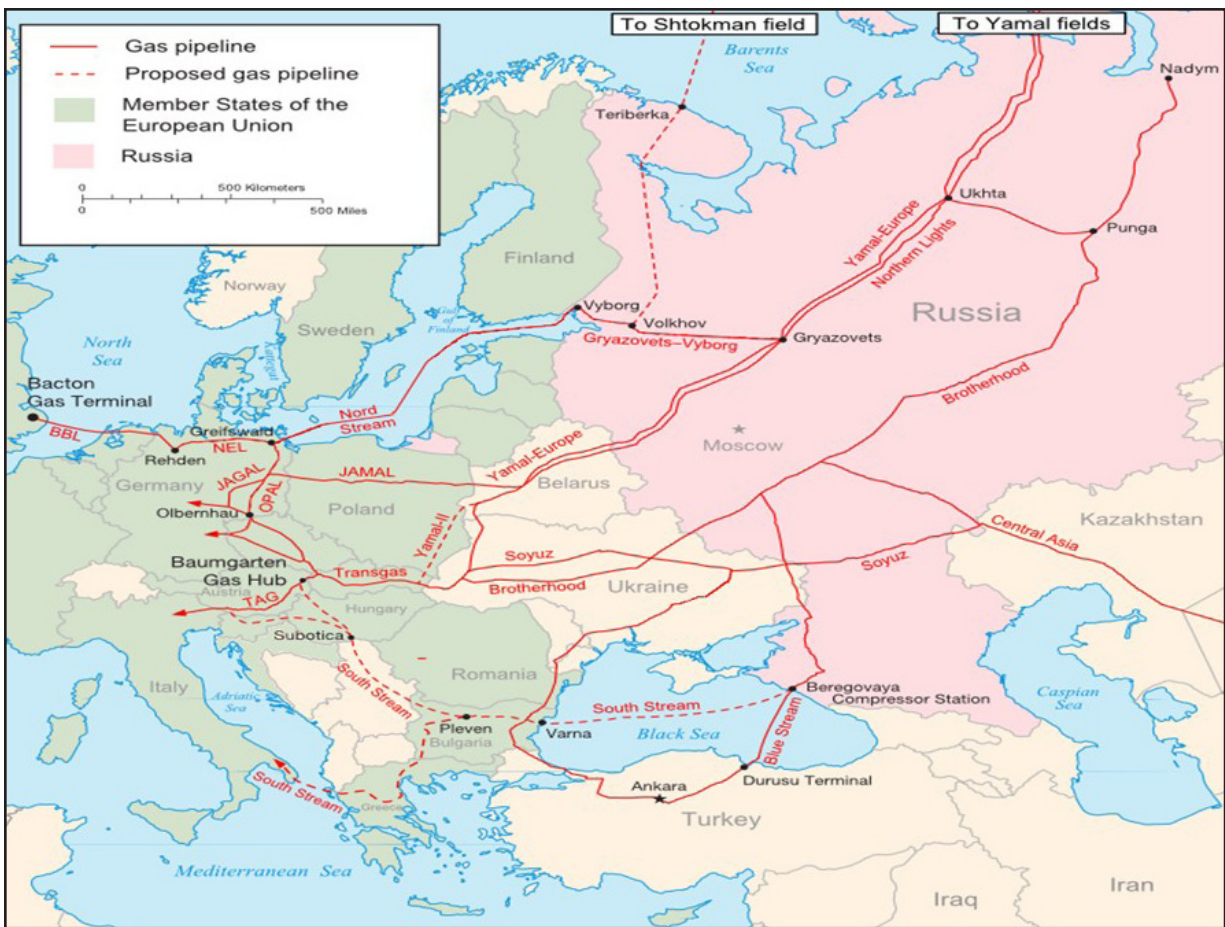 Gas pipeline
Proposed gas pipeline
Member States of the
European Union
Russia
0 500 Kilometers
0 500 Miles
To Shtokman field
To Yamal fields
Barents
Sea
Nadym
Teriberka
Ukhta
Punga
Yamal-Europe
Northern Lights
Finland
Norway
Sweden
Russia
Vyborg
Volkhov
Gulf
of
Finland
Gryazovets–Vyborg
Gryazovets
North
Sea
Kattegat
Brotherhood
Bacton
Gas Terminal
BBL
Greifswald
Nord
Stream
NEL
Rehden
Moscow
Yamal-Europe
JAGAL
JAMAL
Germany
OPAL
Belarus
Olbernhau
Poland
Yamal-II
Kazakhstan
Central Asia
Baumgarten
Gas Hub
Transgas
Soyuz
Soyuz
Brotherhood
Ukraine
Austria
TAG
Hungary
Subotica
Romania
Italy
Adriatic
Sea
South Stream
Beregovaya
Compressor Station
Caspian
Sea
South Stream
Pleven
Bulgaria
Varna
Black Sea
Blue Stream
Durusu Terminal
Ankara
South Stream
Greece
Turkey
Mediterranean Sea
Iraq
Iran